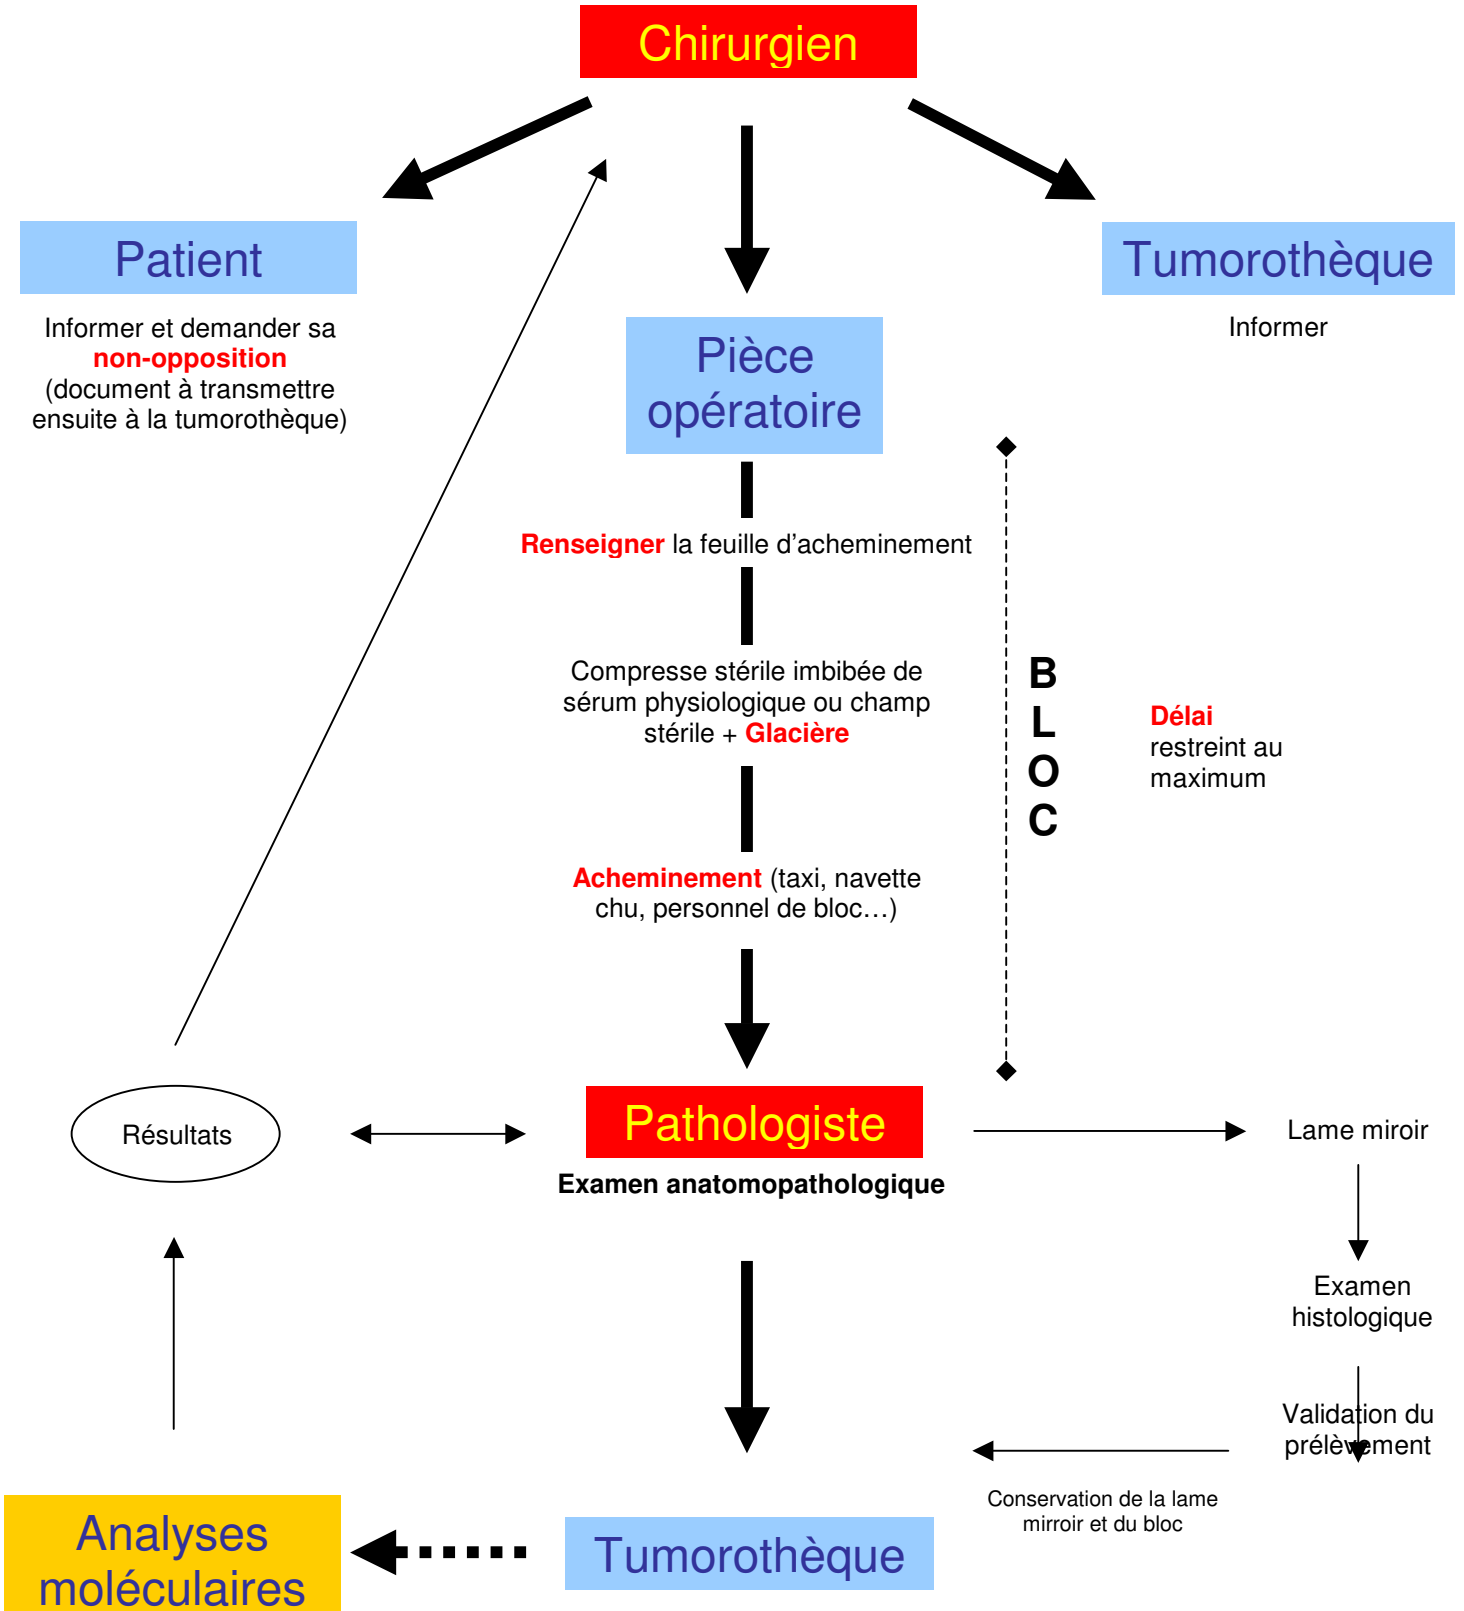 Chirurgien
Patient
Informer et demander sa
non-opposition
(document à transmettre
ensuite à la tumorothèque)
Pièce
opératoire
Tumorothèque
Informer
Renseigner la feuille d’acheminement
Compresse stérile imbibée de
sérum physiologique ou champ
stérile + Glacière
Acheminement (taxi, navette
chu, personnel de bloc…)
B
L
O
C
Délai
restreint au
maximum
Résultats
Pathologiste
Examen anatomopathologique
Lame miroir
Examen
histologique
Validation du
prélèvement
Conservation de la lame
mirroir et du bloc
Tumorothèque
Analyses
moléculaires